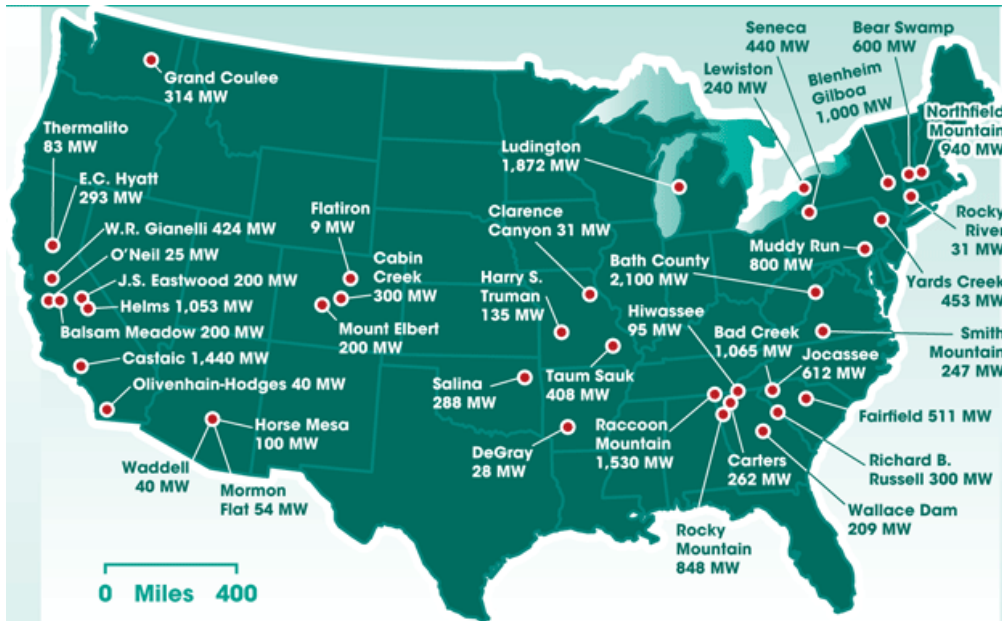 Grand Coulee
314 MW
Thermalito
83 MW
E.C. Hyatt
293 MW
W.R. Gianelli 424 MW
O'Neil 25 MW
J.S. Eastwood 200 MW
Helms 1,053 MW
Balsam Meadow 200 MW
Castaic 1,440 MW
Olivenhain-Hodges 40 MW
Horse Mesa
100 MW
Waddell
40 MW
Mormon
Flat 54 MW
Flatiron
9 MW
Cabin
Creek
300 MW
Mount Elbert
200 MW
Ludington
1,872 MW
Clarence
Canyon 31 MW
Harry S.
Truman
135 MW
Taum Sauk
408 MW
Salina
288 MW
DeGray
28 MW
Seneca
440 MW
Lewiston
240 MW
Bear Swamp
600 MW
Blenheim
Gilboa
1,000 MW
Northfield
Mountain
940 MW
Rocky
River
31 MW
Yards Creek
453 MW
Muddy Run
800 MW
Bath County
2,100 MW
Smith
Mountain
247 MW
Hiwassee
95 MW
Bad Creek
1,065 MW
Jocassee
612 MW
Fairfield 511 MW
Richard B.
Russell 300 MW
Wallace Dam
209 MW
Raccoon
Mountain
1,530 MW
Carters
262 MW
Rocky
Mountain
848 MW
0 Miles 400